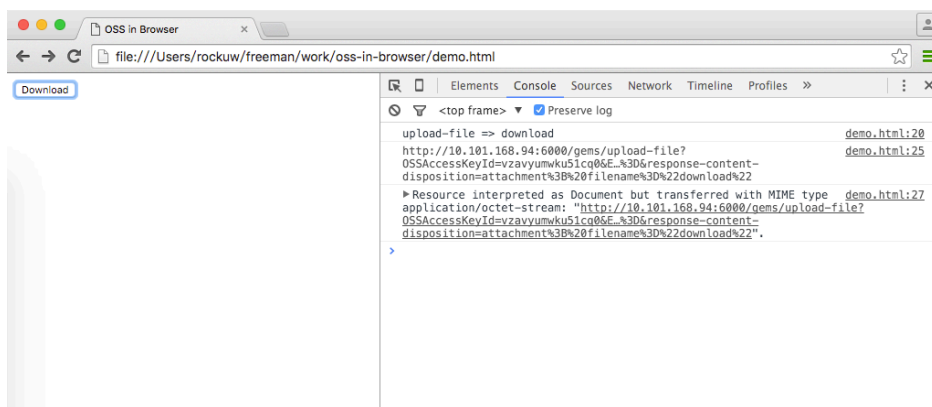 OSS in Browser
file:///Users/rockuw/freeman/work/oss-in-browser/demo.html
Download
Elements Console Sources Network Timeline Profiles »
<top frame> ▼ Preserve log
upload-file => download demo.html:20
http://10.101.168.94:6000/gems/upload-file? demo.html:25
OSSAccessKeyId=vzavyumwku51cq0&E…%3D&response-content-
disposition=attachment%3B%20filename%3D%22download%22
Resource interpreted as Document but transferred with MIME type demo.html:27
application/octet-stream: "http://10.101.168.94:6000/gems/upload-file?
OSSAccessKeyId=vzavyumwku51cq0&E…%3D&response-content-
disposition=attachment%3B%20filename%3D%22download%22".